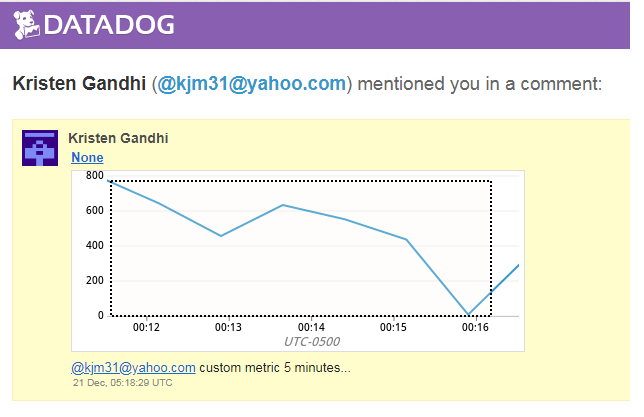 DATADOG
Kristen Gandhi (@kjm31@yahoo.com) mentioned you in a comment:
Kristen Gandhi
None
800
600
400
200
0
00:12 00:13 00:14 00:15 00:16
UTC-0500
@kjm31@yahoo.com custom metric 5 minutes...
21 Dec, 05:18:29 UTC